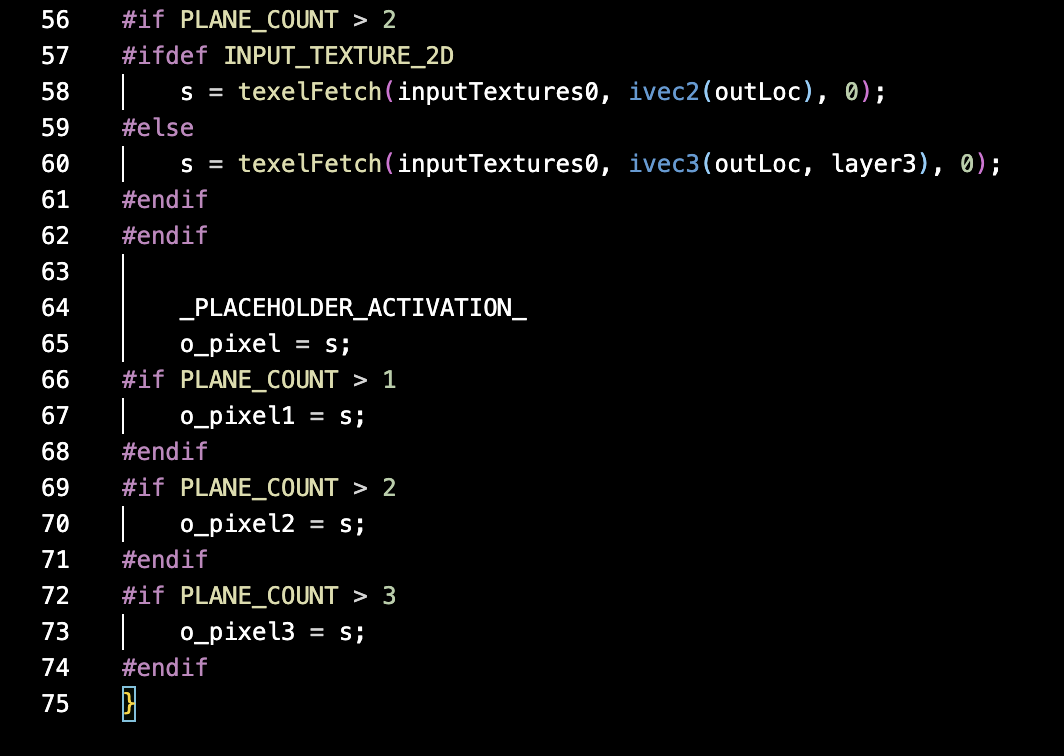 56 #if PLANE_COUNT > 2
57 #ifdef INPUT_TEXTURE_2D
58     s = texelFetch(inputTextures0, ivec2(outLoc), 0);
59 #else
60     s = texelFetch(inputTextures0, ivec3(outLoc, layer3), 0);
61 #endif
62 #endif
63
64     _PLACEHOLDER_ACTIVATION_
65     o_pixel = s;
66 #if PLANE_COUNT > 1
67     o_pixel1 = s;
68 #endif
69 #if PLANE_COUNT > 2
70     o_pixel2 = s;
71 #endif
72 #if PLANE_COUNT > 3
73     o_pixel3 = s;
74 #endif
75 }